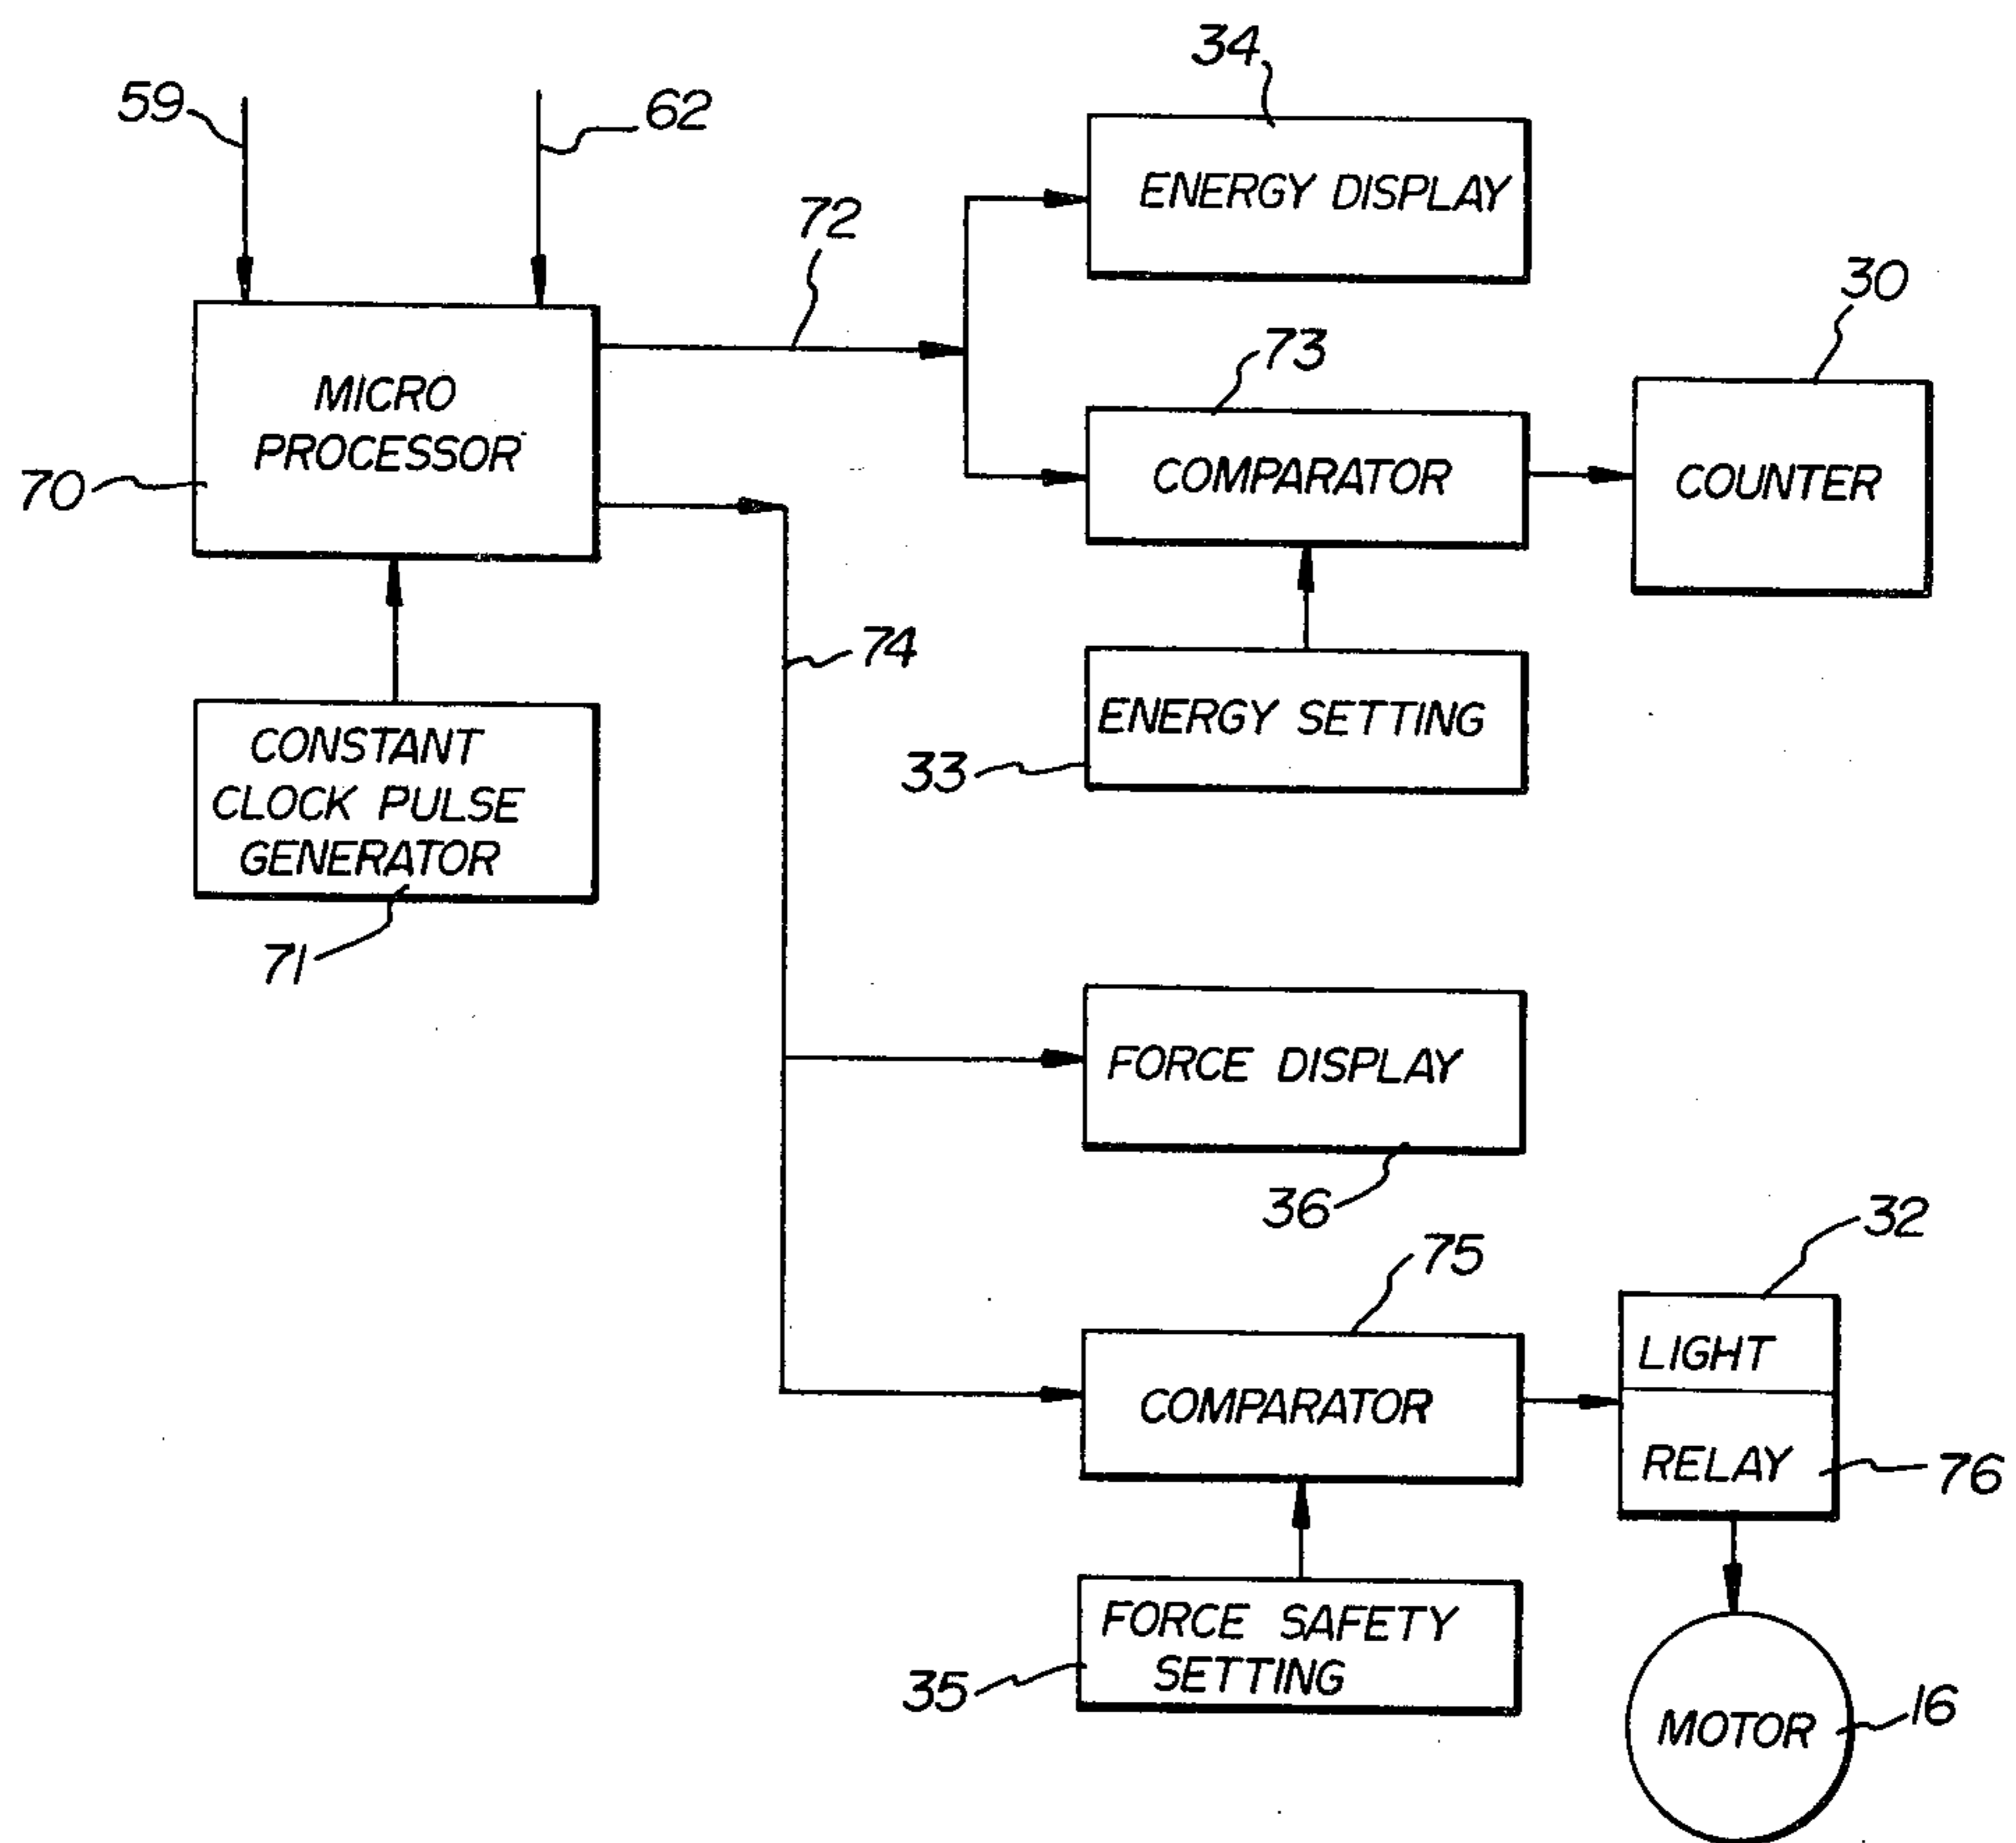 34
59
62
ENERGY DISPLAY
72
30
73
MICRO
PROCESSOR
COMPARATOR
COUNTER
70
74
ENERGY SETTING
33
CONSTANT
CLOCK PULSE
GENERATOR
71
FORCE DISPLAY
36
32
75
LIGHT
COMPARATOR
RELAY
76
FORCE SAFETY
SETTING
35
MOTOR
16